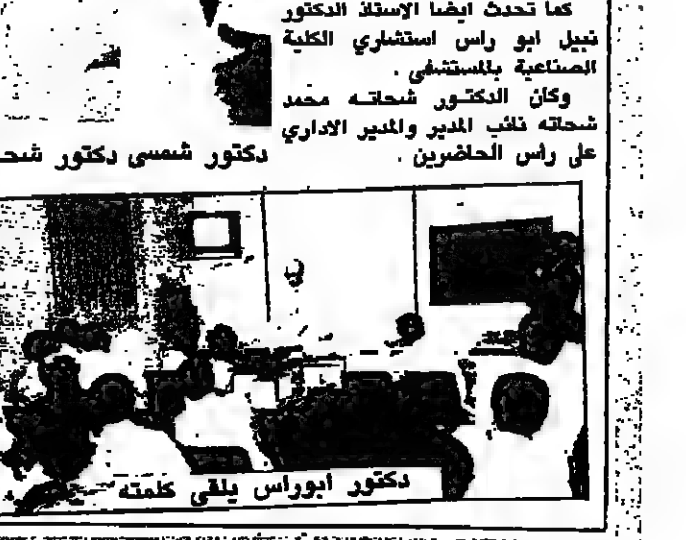 كما تحدث ايضا الاستاذ الدكتور
نبيل ابو راس استشاري الكلية
الصناعية بالمستشفى .
وكان الدكتور شحاته محمد
شحاته نائب المدير والمدير الاداري
على رأس الحاضرين .
دكتور شمسى دكتور
دكتور ابوراس يلقى كلمته